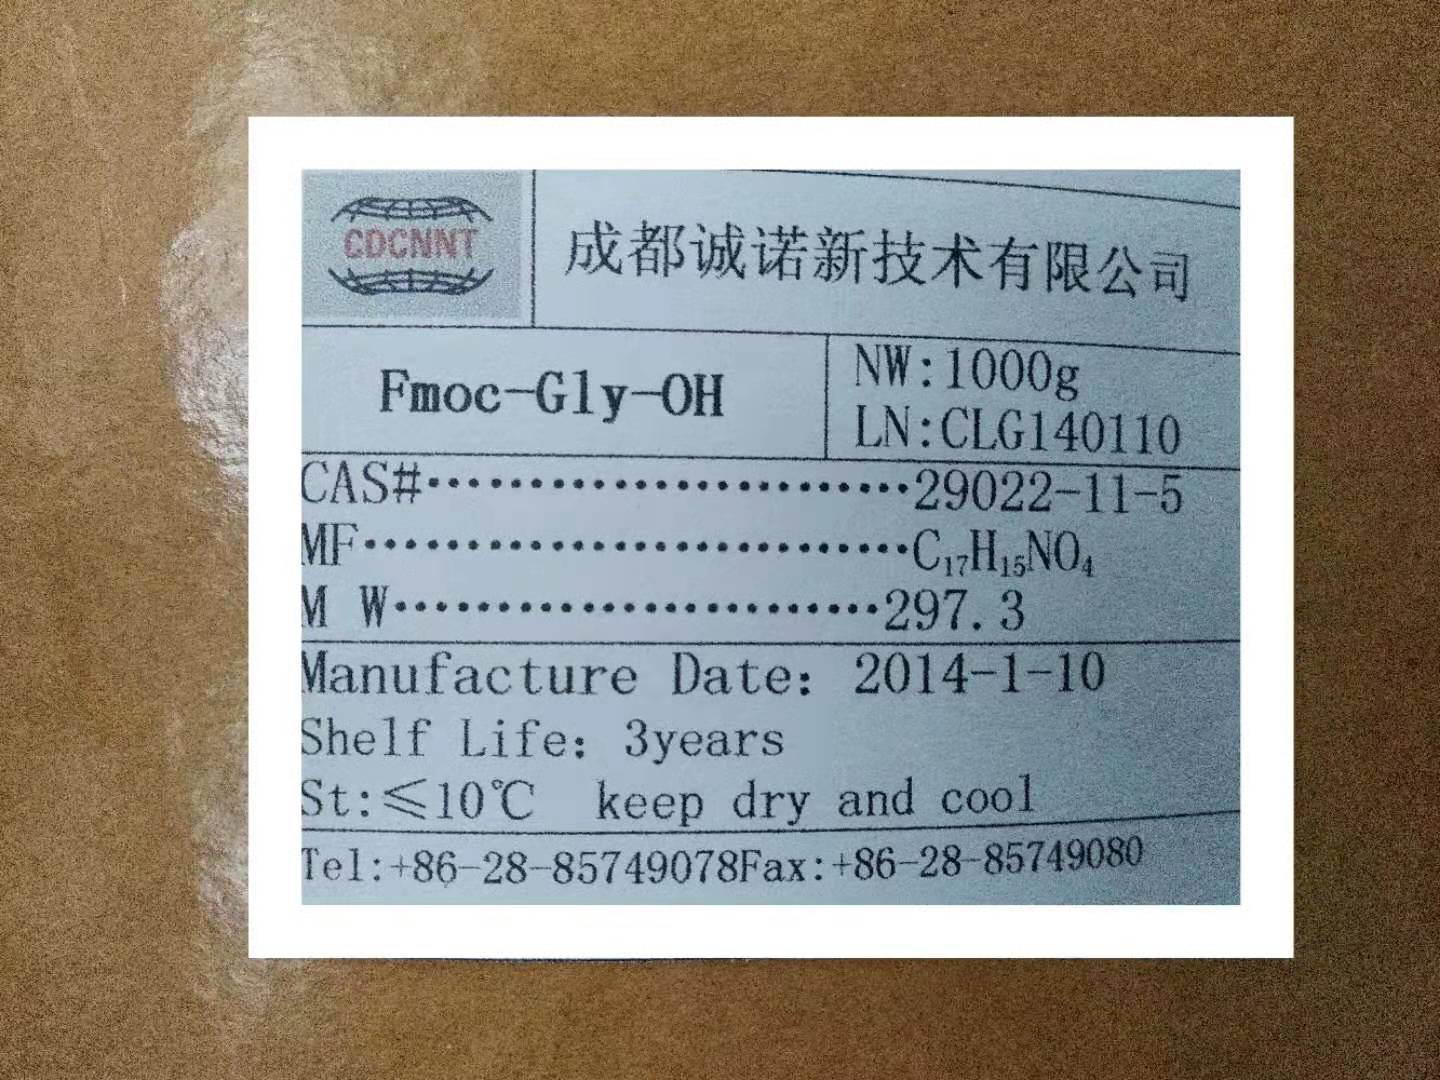 CDCNNT
成都诚诺新技术有限公司
Fmoc-Gly-OH
NW:1000g
LN:CLG140110
CAS#························29022-11-5
MF···························C₁₇H₁₅NO₄
M W························297.3
Manufacture Date: 2014-1-10
Shelf Life: 3years
St:≤10℃ keep dry and cool
Tel:+86-28-85749078Fax:+86-28-85749080